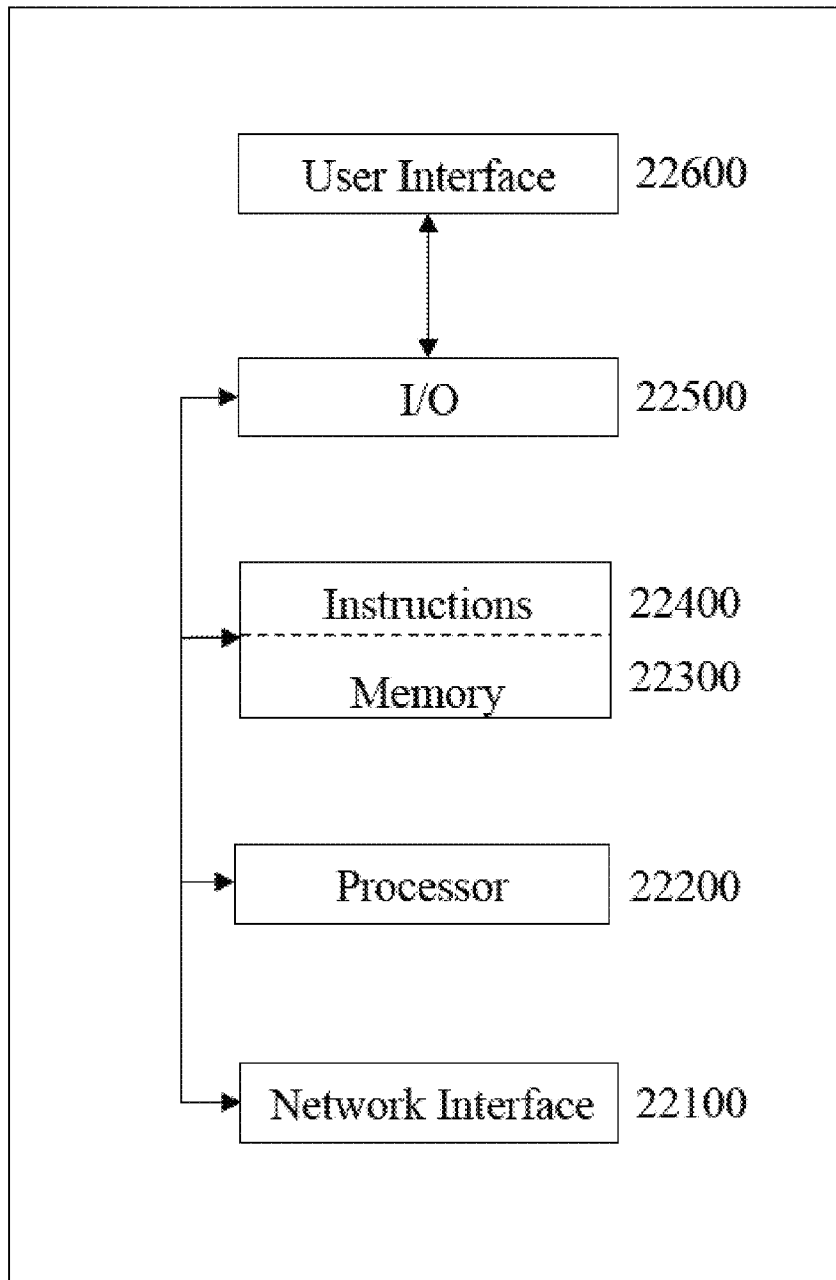 User Interface 22600
I/O 22500
Instructions 22400
Memory 22300
Processor 22200
Network Interface 22100